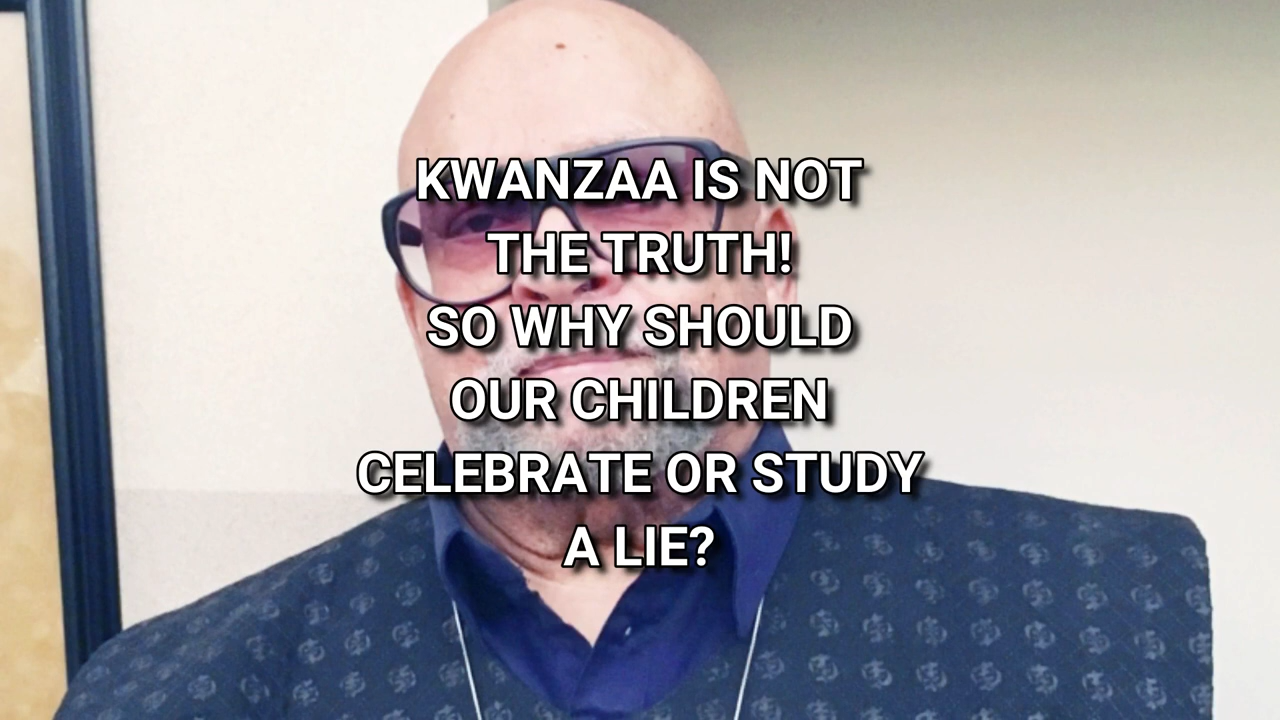 KWANZAA IS NOT
THE TRUTH!
SO WHY SHOULD
OUR CHILDREN
CELEBRATE OR STUDY
A LIE?